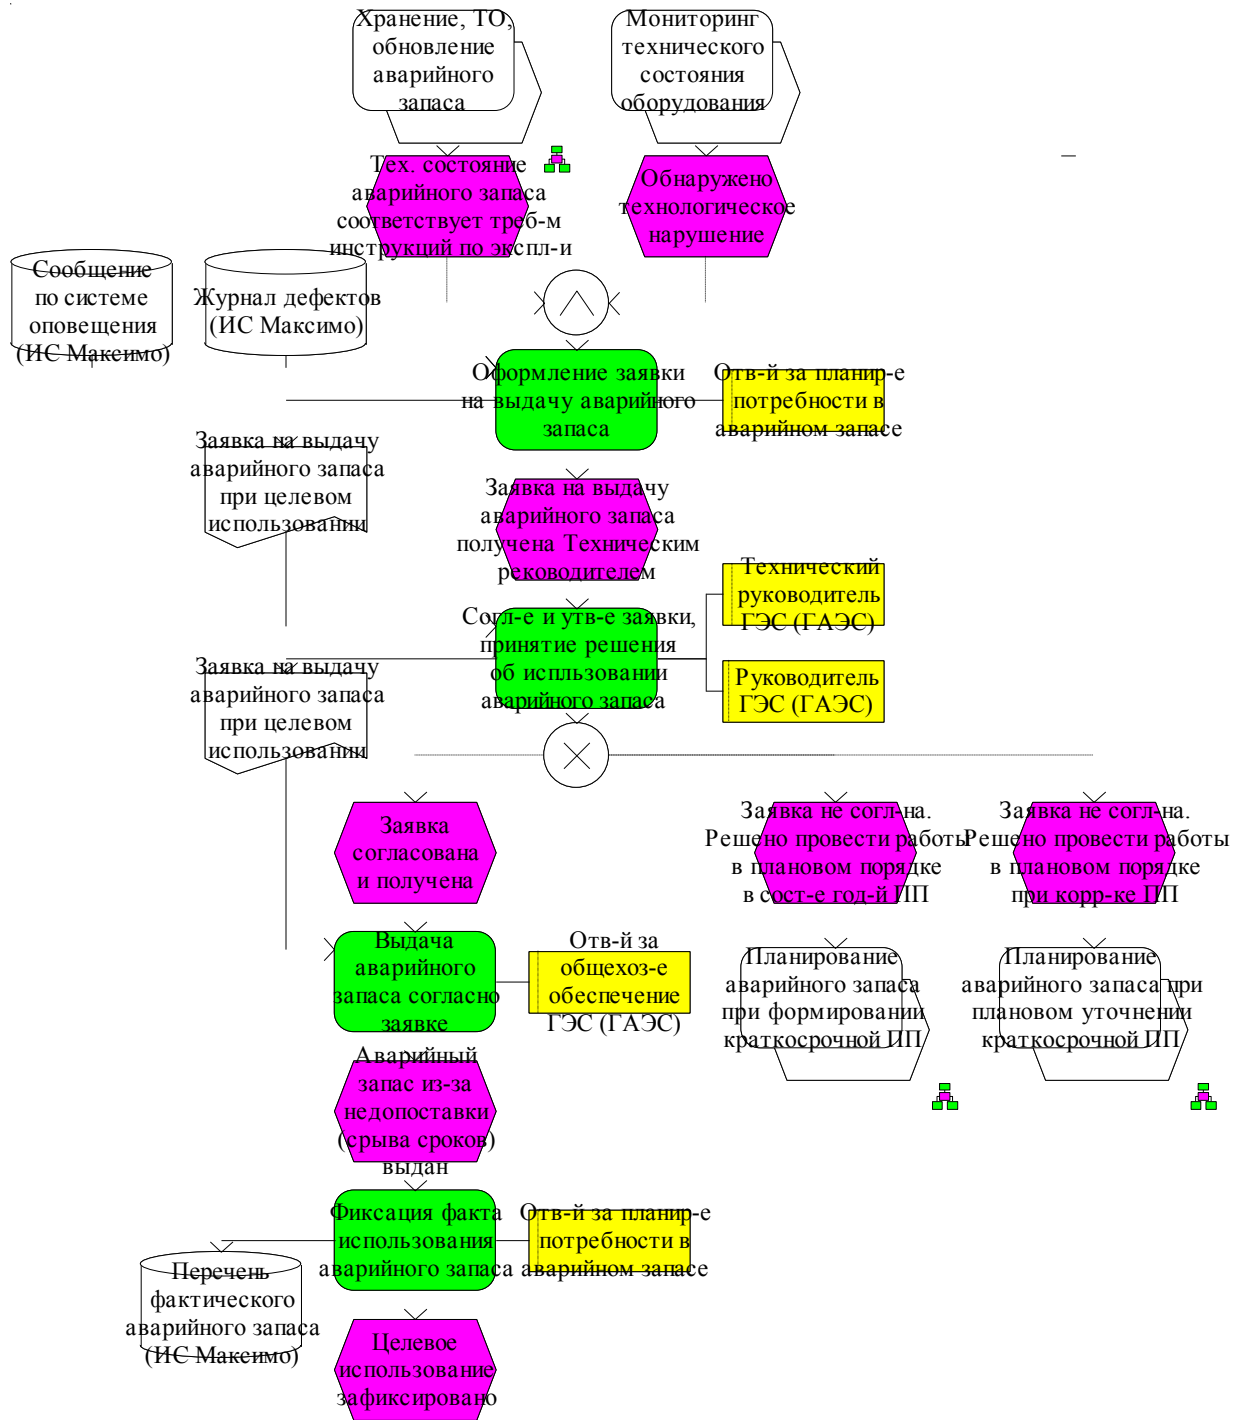 Хранение, ТО,
обновление
аварийного
запаса
Мониторинг
технического
состояния
оборудования
Тех. состояние
аварийного запаса
соответствует треб-м
инструкций по экспл-и
Обнаружено
технологическое
нарушение
Сообщение
по системе
оповещения
(ИС Максимо)
Журнал дефектов
(ИС Максимо)
Оформление заявки
на выдачу аварийного
запаса
Отв-й за планир-е
потребности в
аварийном запасе
Заявка на выдачу
аварийного запаса
при целевом
использовании
Заявка на выдачу
аварийного запаса
получена Техническим
реководителем
Технический
руководитель
ГЭС (ГАЭС)
Согл-е и утв-е заявки,
принятие решения
об испльзовании
аварийного запаса
Руководитель
ГЭС (ГАЭС)
Заявка на выдачу
аварийного запаса
при целевом
использовании
Заявка
согласована
и получена
Заявка не согл-на.
Решено провести работы
в плановом порядке
в сост-е год-й ИП
Заявка не согл-на.
Решено провести работы
в плановом порядке
при корр-ке ПП
Выдача
аварийного
запаса согласно
заявке
Отв-й за
общехоз-е
обеспечение
ГЭС (ГАЭС)
Планирование
аварийного запаса
при формировании
краткосрочной ПП
Планирование
аварийного запаса при
плановом уточнении
краткосрочной ПП
Аварийный
запас из-за
недопоставки
(срыва сроков)
выдан
Фиксация факта
использования
аварийного запаса
Отв-й за планир-е
потребности в
аварийном запасе
Перечень
фактического
аварийного запаса
(ИС Максимо)
Целевое
использование
зафиксировано